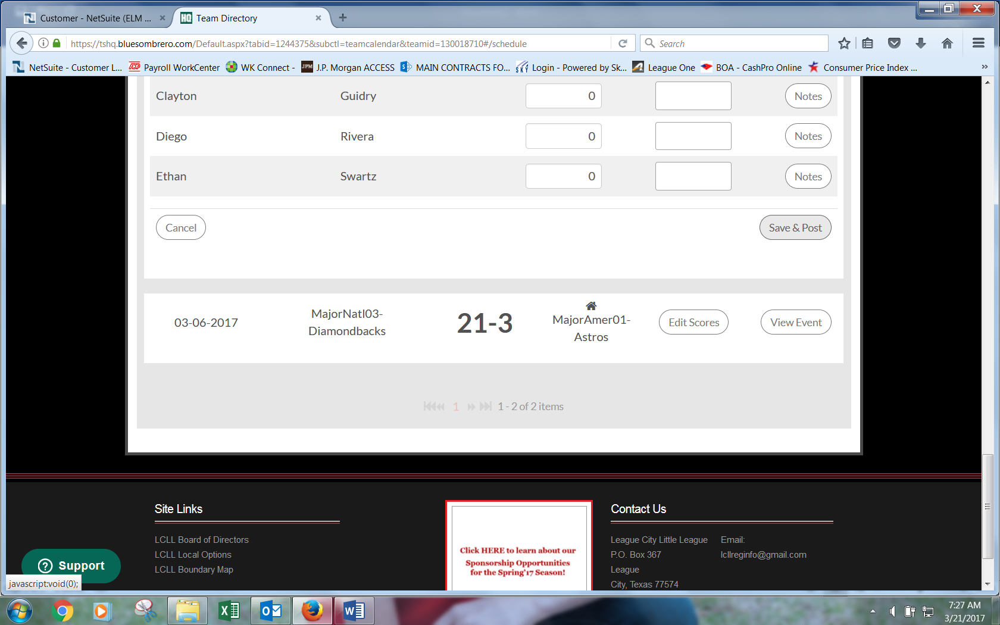 Customer - NetSuite (ELM ...
HQ Team Directory
https://tshq.bluesombrero.com/Default.aspx?tabid=1244375&subctl=teamcalendar&teamid=130018710#/schedule
Search
NetSuite - Customer L... Payroll WorkCenter WK Connect - JPM J.P. Morgan ACCESS MAIN CONTRACTS FO... Login - Powered by Sk... League One BOA - CashPro Online Consumer Price Index ...
Clayton Guidry 0 Notes
Diego Rivera 0 Notes
Ethan Swartz 0 Notes
Cancel Save & Post
03-06-2017 MajorNatl03-
Diamondbacks 21-3 MajorAmer01-
Astros Edit Scores View Event
1 1 - 2 of 2 items
Site Links
LCLL Board of Directors
LCLL Local Options
LCLL Boundary Map
Click HERE to learn about our
Sponsorship Opportunities
for the Spring'17 Season!
Contact Us
League City Little League
P.O. Box 367
League
City, Texas 77574
Email:
lcllreginfo@gmail.com
Support
javascript:void(0);
7:27 AM
3/21/2017